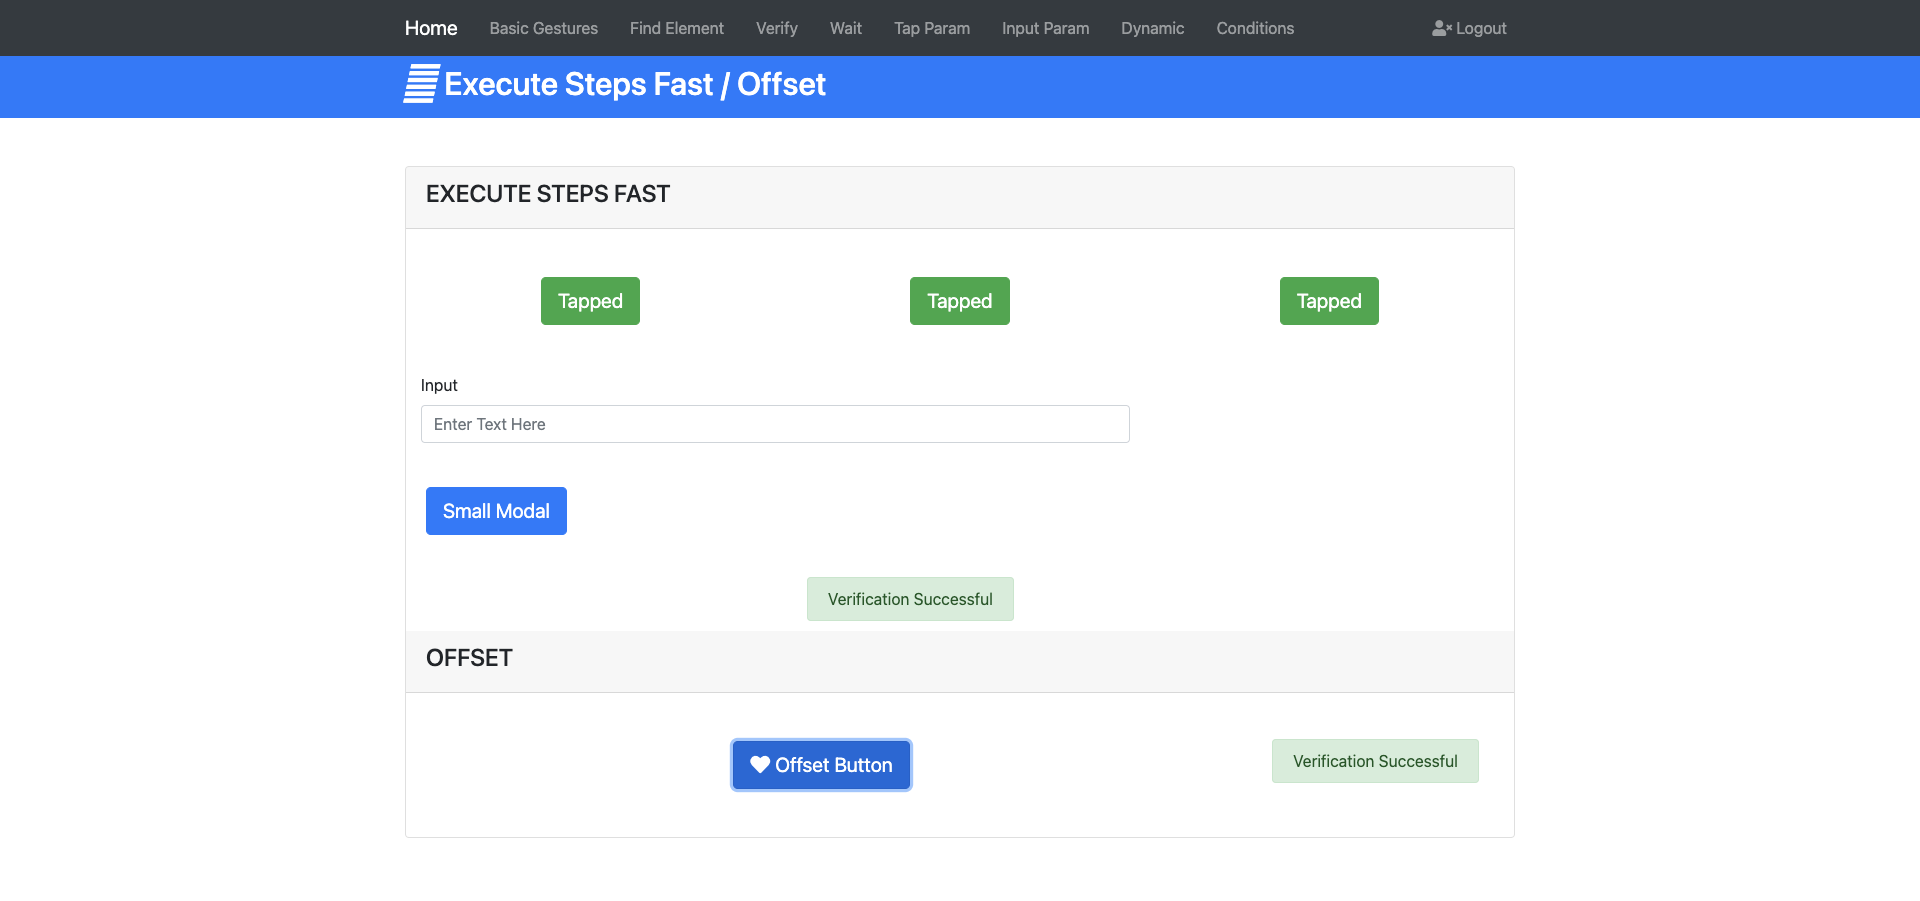 Home Basic Gestures Find Element Verify Wait Tap Param Input Param Dynamic Conditions Logout
Execute Steps Fast / Offset
EXECUTE STEPS FAST
Tapped Tapped Tapped
Input
Enter Text Here
Small Modal
Verification Successful
OFFSET
Offset Button Verification Successful